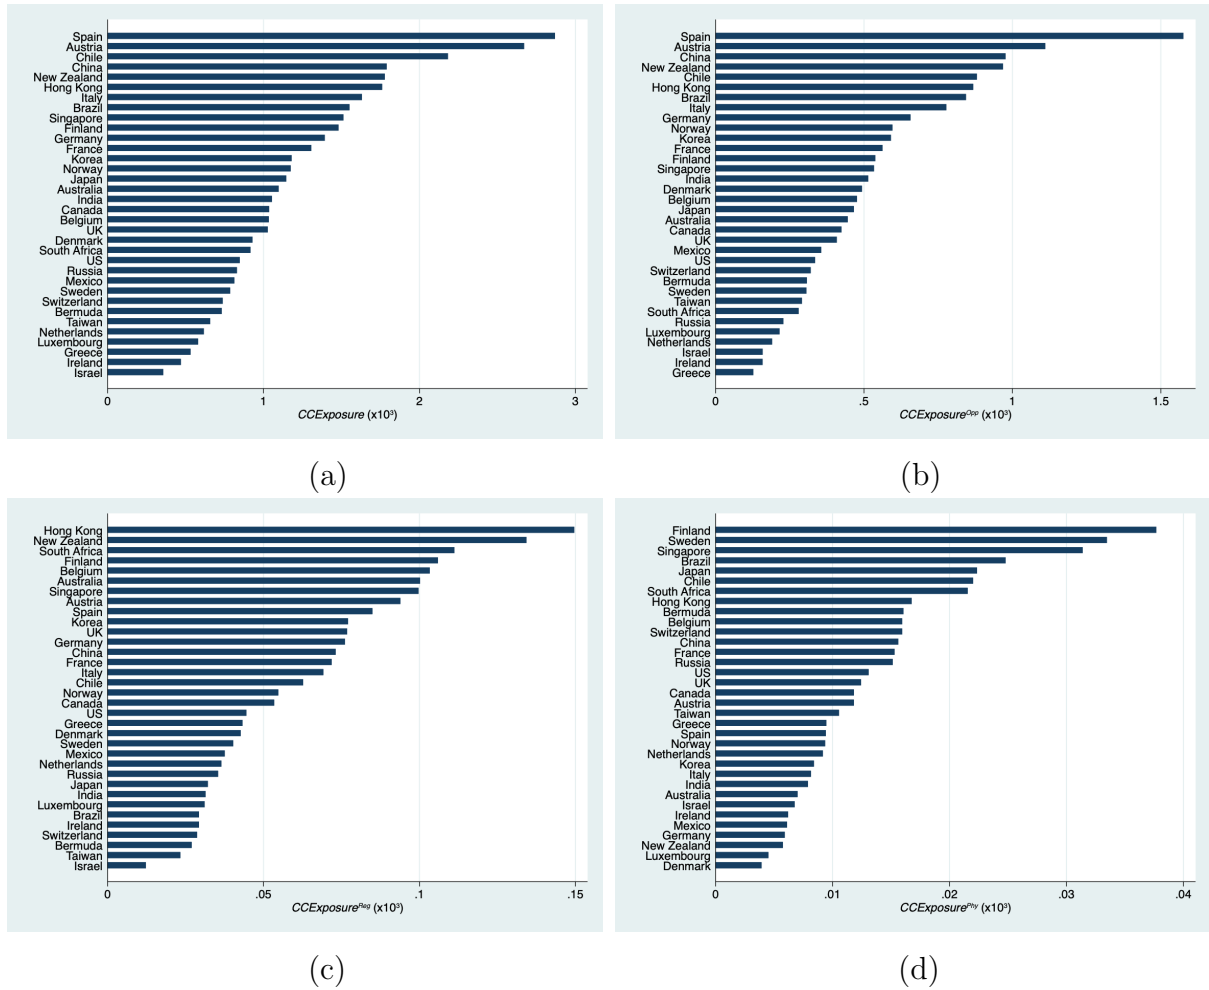 Spain
Austria
Chile
China
New Zealand
Hong Kong
Italy
Brazil
Singapore
Finland
Germany
France
Korea
Norway
Japan
Australia
India
Canada
Belgium
UK
Denmark
South Africa
US
Russia
Mexico
Sweden
Switzerland
Bermuda
Taiwan
Netherlands
Luxembourg
Greece
Ireland
Israel
0 1 2 3
CCExposure (x10³)
(a)
Spain
Austria
China
New Zealand
Chile
Hong Kong
Brazil
Italy
Germany
Norway
Korea
France
Finland
Singapore
India
Denmark
Belgium
Japan
Australia
Canada
UK
Mexico
US
Switzerland
Bermuda
Sweden
Taiwan
South Africa
Russia
Luxembourg
Netherlands
Israel
Ireland
Greece
0 .5 1 1.5
CCExposureᴼᵖᵖ (x10³)
(b)
Hong Kong
New Zealand
South Africa
Finland
Belgium
Australia
Singapore
Austria
Spain
Korea
UK
Germany
China
France
Italy
Chile
Norway
Canada
US
Greece
Denmark
Sweden
Mexico
Netherlands
Russia
Japan
India
Luxembourg
Brazil
Ireland
Switzerland
Bermuda
Taiwan
Israel
0 .05 .1 .15
CCExposureᴿᵉᵍ (x10³)
(c)
Finland
Sweden
Singapore
Brazil
Japan
Chile
South Africa
Hong Kong
Bermuda
Belgium
Switzerland
China
France
Russia
US
UK
Canada
Austria
Taiwan
Greece
Spain
Norway
Netherlands
Korea
Italy
India
Australia
Israel
Ireland
Mexico
Germany
New Zealand
Luxembourg
Denmark
0 .01 .02 .03 .04
CCExposureᴾʰʸ (x10³)
(d)